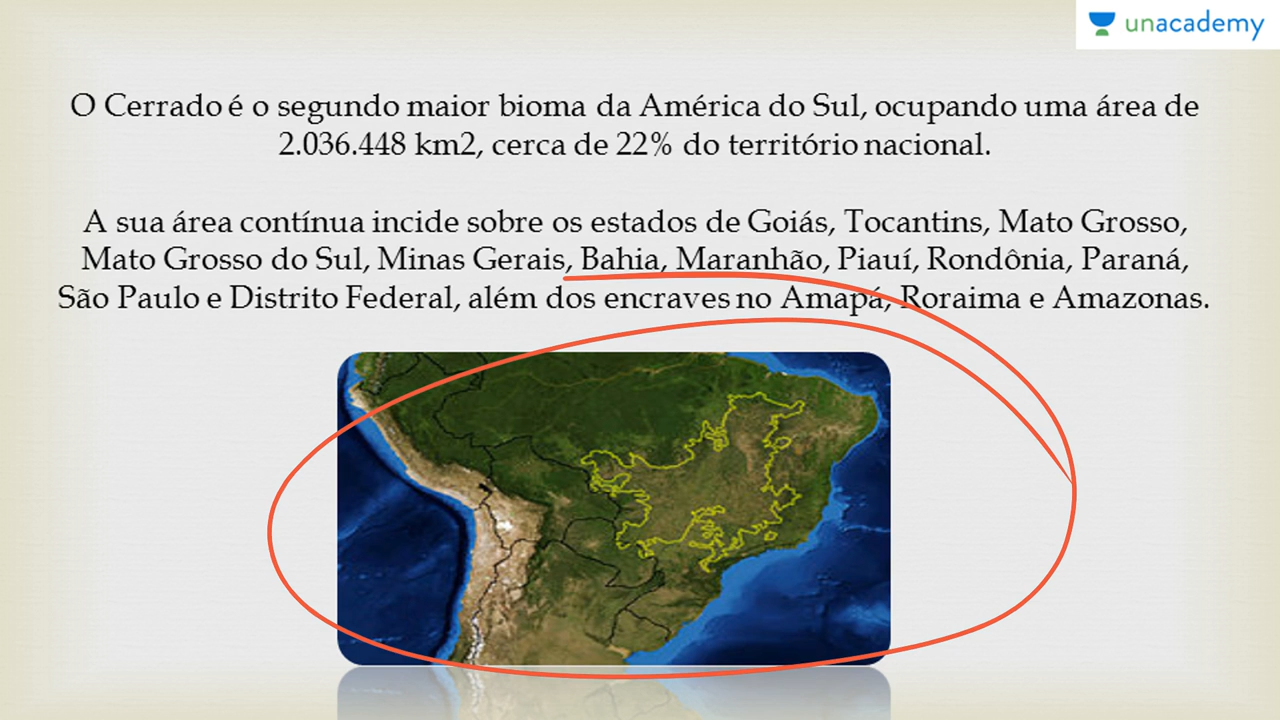 unacademy
O Cerrado é o segundo maior bioma da América do Sul, ocupando uma área de
2.036.448 km2, cerca de 22% do território nacional.
A sua área contínua incide sobre os estados de Goiás, Tocantins, Mato Grosso,
Mato Grosso do Sul, Minas Gerais, Bahia, Maranhão, Piauí, Rondônia, Paraná,
São Paulo e Distrito Federal, além dos encraves no Amapá, Roraima e Amazonas.